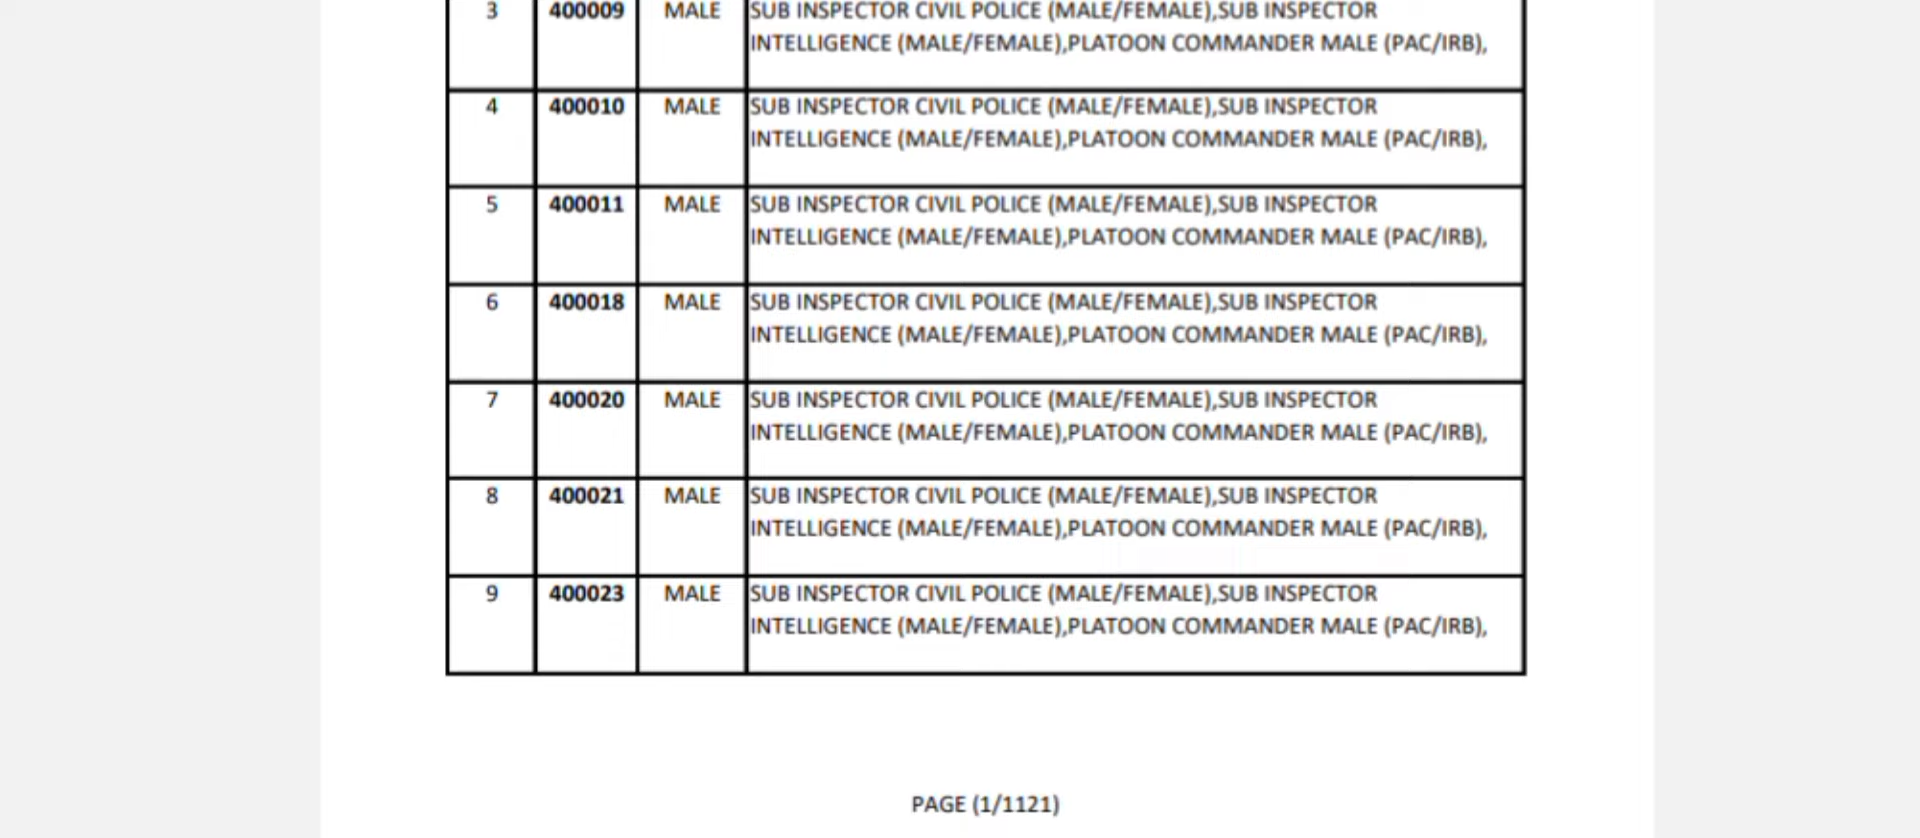 3 400009 MALE SUB INSPECTOR CIVIL POLICE (MALE/FEMALE),SUB INSPECTOR
INTELLIGENCE (MALE/FEMALE),PLATOON COMMANDER MALE (PAC/IRB),
4 400010 MALE SUB INSPECTOR CIVIL POLICE (MALE/FEMALE),SUB INSPECTOR
INTELLIGENCE (MALE/FEMALE),PLATOON COMMANDER MALE (PAC/IRB),
5 400011 MALE SUB INSPECTOR CIVIL POLICE (MALE/FEMALE),SUB INSPECTOR
INTELLIGENCE (MALE/FEMALE),PLATOON COMMANDER MALE (PAC/IRB),
6 400018 MALE SUB INSPECTOR CIVIL POLICE (MALE/FEMALE),SUB INSPECTOR
INTELLIGENCE (MALE/FEMALE),PLATOON COMMANDER MALE (PAC/IRB),
7 400020 MALE SUB INSPECTOR CIVIL POLICE (MALE/FEMALE),SUB INSPECTOR
INTELLIGENCE (MALE/FEMALE),PLATOON COMMANDER MALE (PAC/IRB),
8 400021 MALE SUB INSPECTOR CIVIL POLICE (MALE/FEMALE),SUB INSPECTOR
INTELLIGENCE (MALE/FEMALE),PLATOON COMMANDER MALE (PAC/IRB),
9 400023 MALE SUB INSPECTOR CIVIL POLICE (MALE/FEMALE),SUB INSPECTOR
INTELLIGENCE (MALE/FEMALE),PLATOON COMMANDER MALE (PAC/IRB),
PAGE (1/1121)